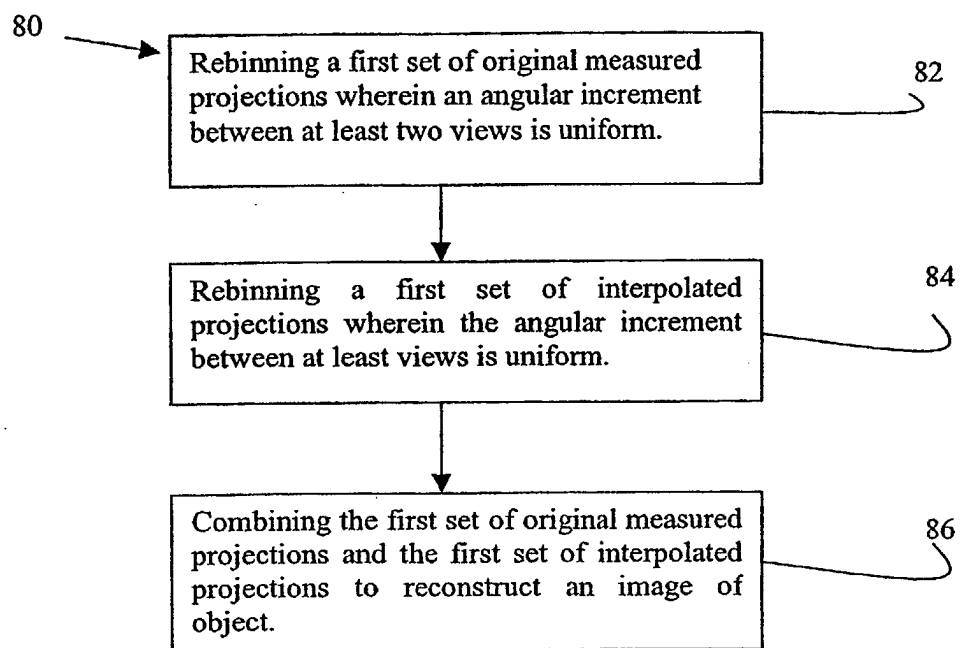 80
Rebinning a first set of original measured
projections wherein an angular increment
between at least two views is uniform.
82
Rebinning a first set of interpolated
projections wherein the angular increment
between at least views is uniform.
84
Combining the first set of original measured
projections and the first set of interpolated
projections to reconstruct an image of
object.
86